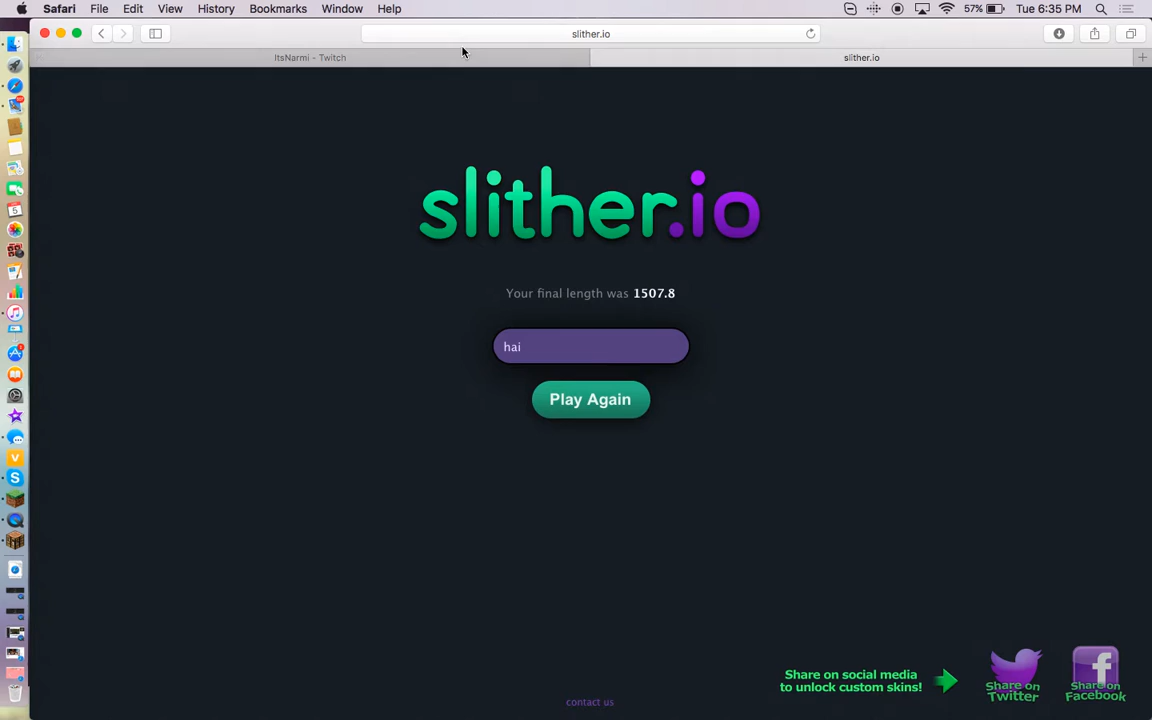 Safari File Edit View History Bookmarks Window Help 57% Tue 6:35 PM
slither.io
ItsNarmi - Twitch slither.io
slither.io
Your final length was 1507.8
hai
Play Again
Share on social media
to unlock custom skins!
Share on
Twitter
Share on
Facebook
contact us